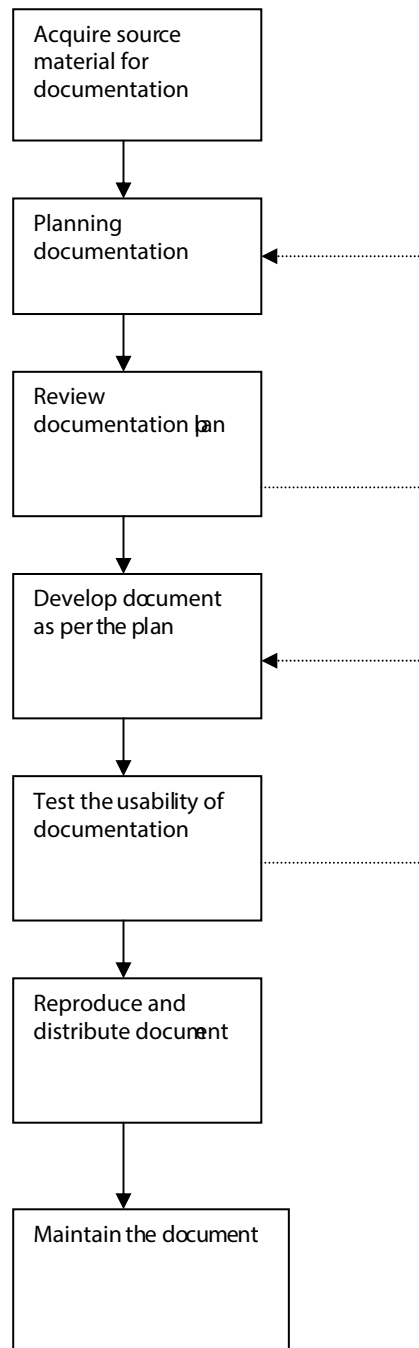 Acquire source
material for
documentation
Planning
documentation
Review
documentation plan
Develop document
as per the plan
Test the usability of
documentation
Reproduce and
distribute document
Maintain the document